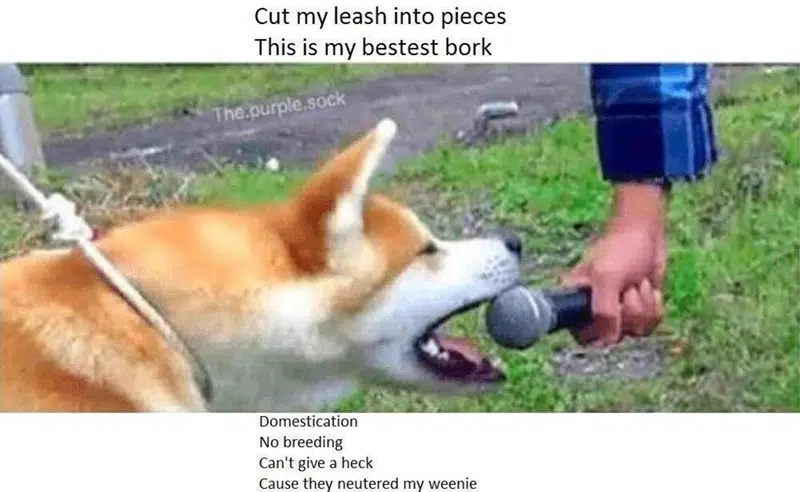 Cut my leash into pieces
This is my bestest bork
The.purple.sock
Domestication
No breeding
Can't give a heck
Cause they neutered my weenie